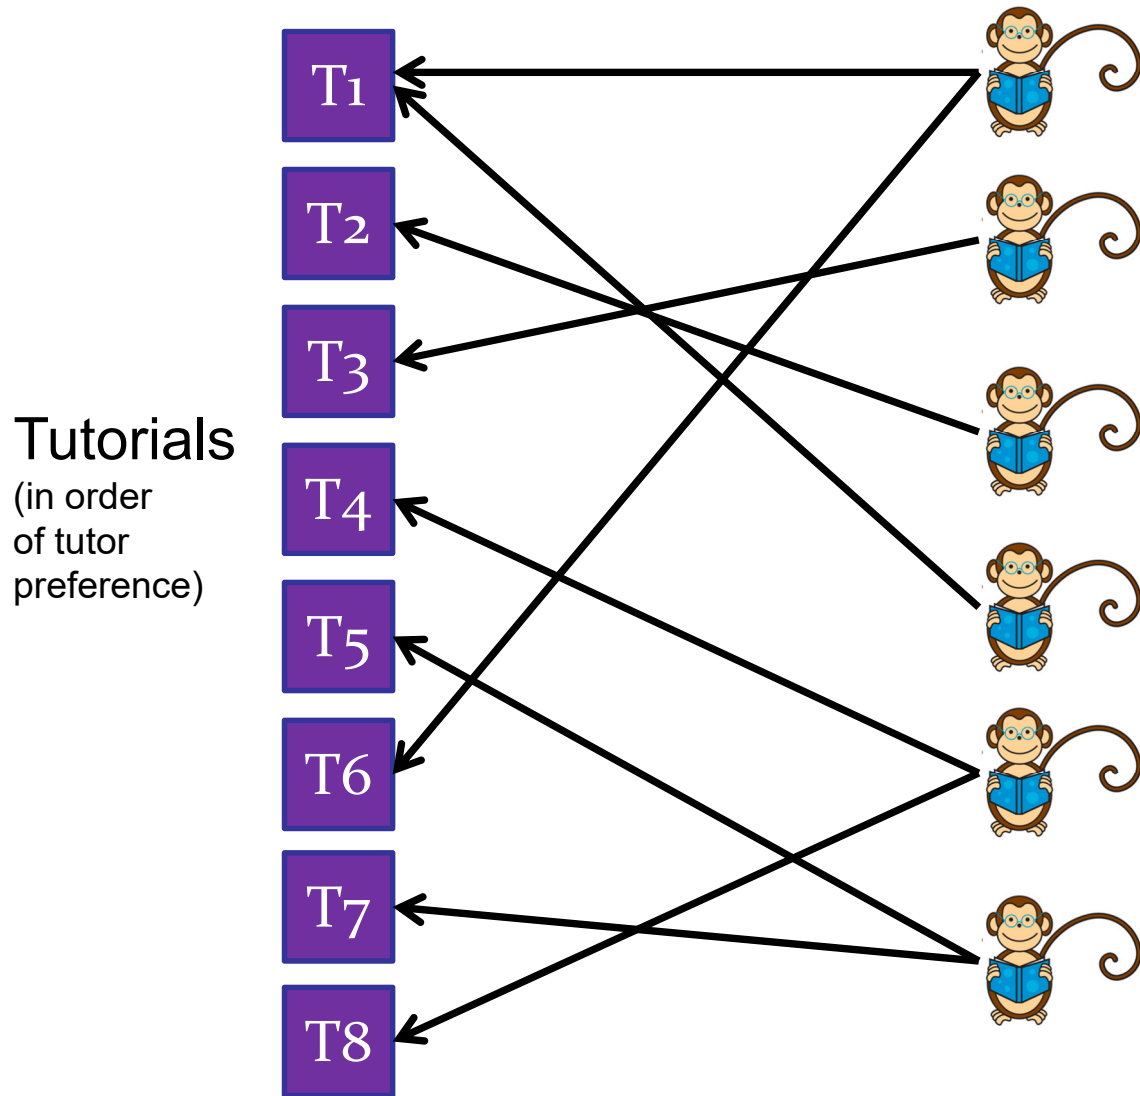 T1
T2
T3
Tutorials
(in order
of tutor
preference)
T4
T5
T6
T7
T8